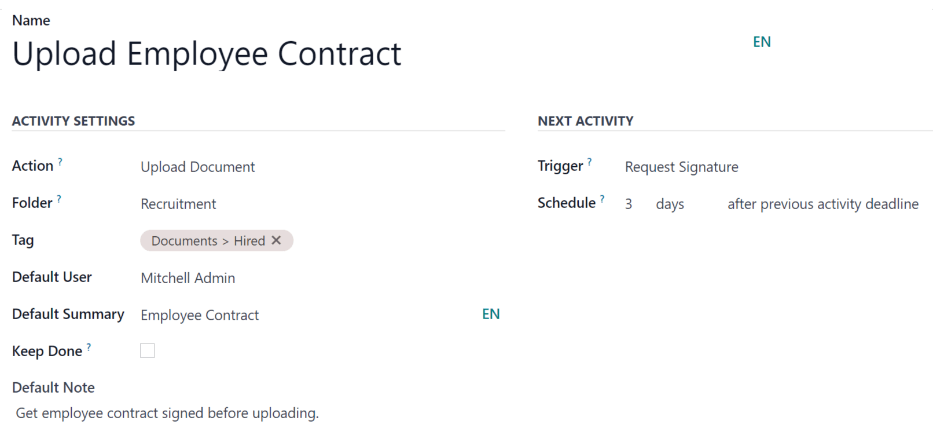 Name
Upload Employee Contract EN
ACTIVITY SETTINGS
Action ? Upload Document
Folder ? Recruitment
Tag Documents > Hired ×
Default User Mitchell Admin
Default Summary Employee Contract EN
Keep Done ?
Default Note
Get employee contract signed before uploading.
NEXT ACTIVITY
Trigger ? Request Signature
Schedule ? 3 days after previous activity deadline